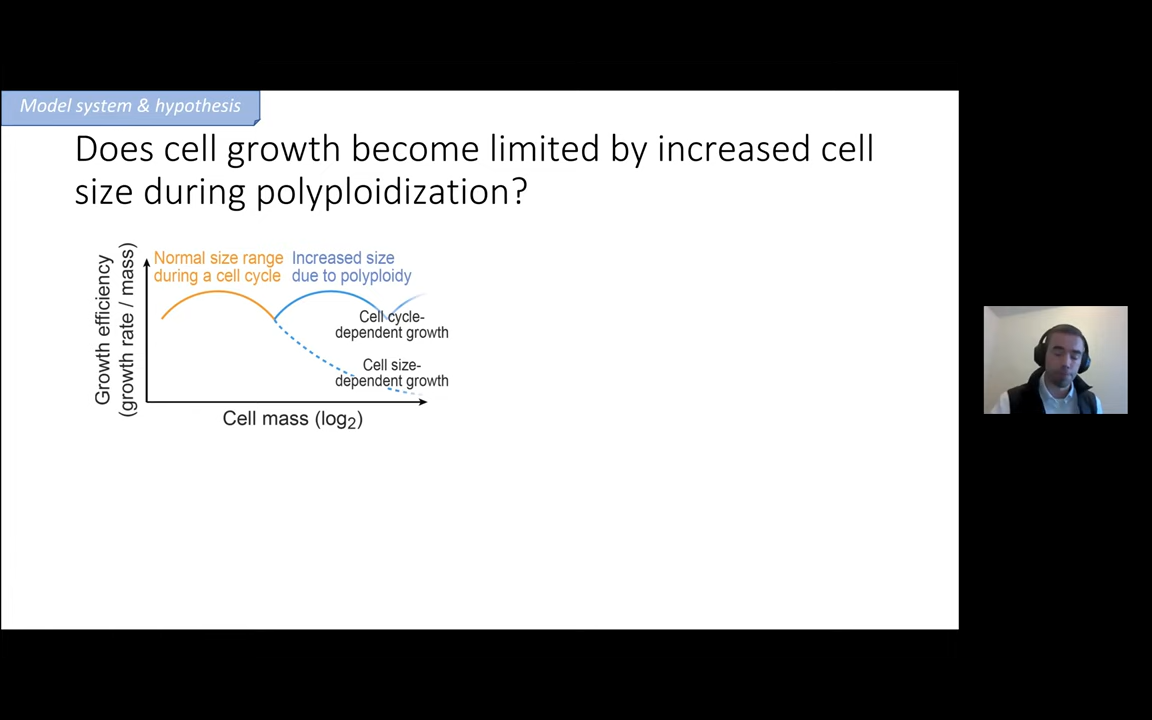 Model system & hypothesis
Does cell growth become limited by increased cell
size during polyploidization?
Growth efficiency
(growth rate / mass)
Normal size range
during a cell cycle
Increased size
due to polyploidy
Cell cycle-
dependent growth
Cell size-
dependent growth
Cell mass (log2)